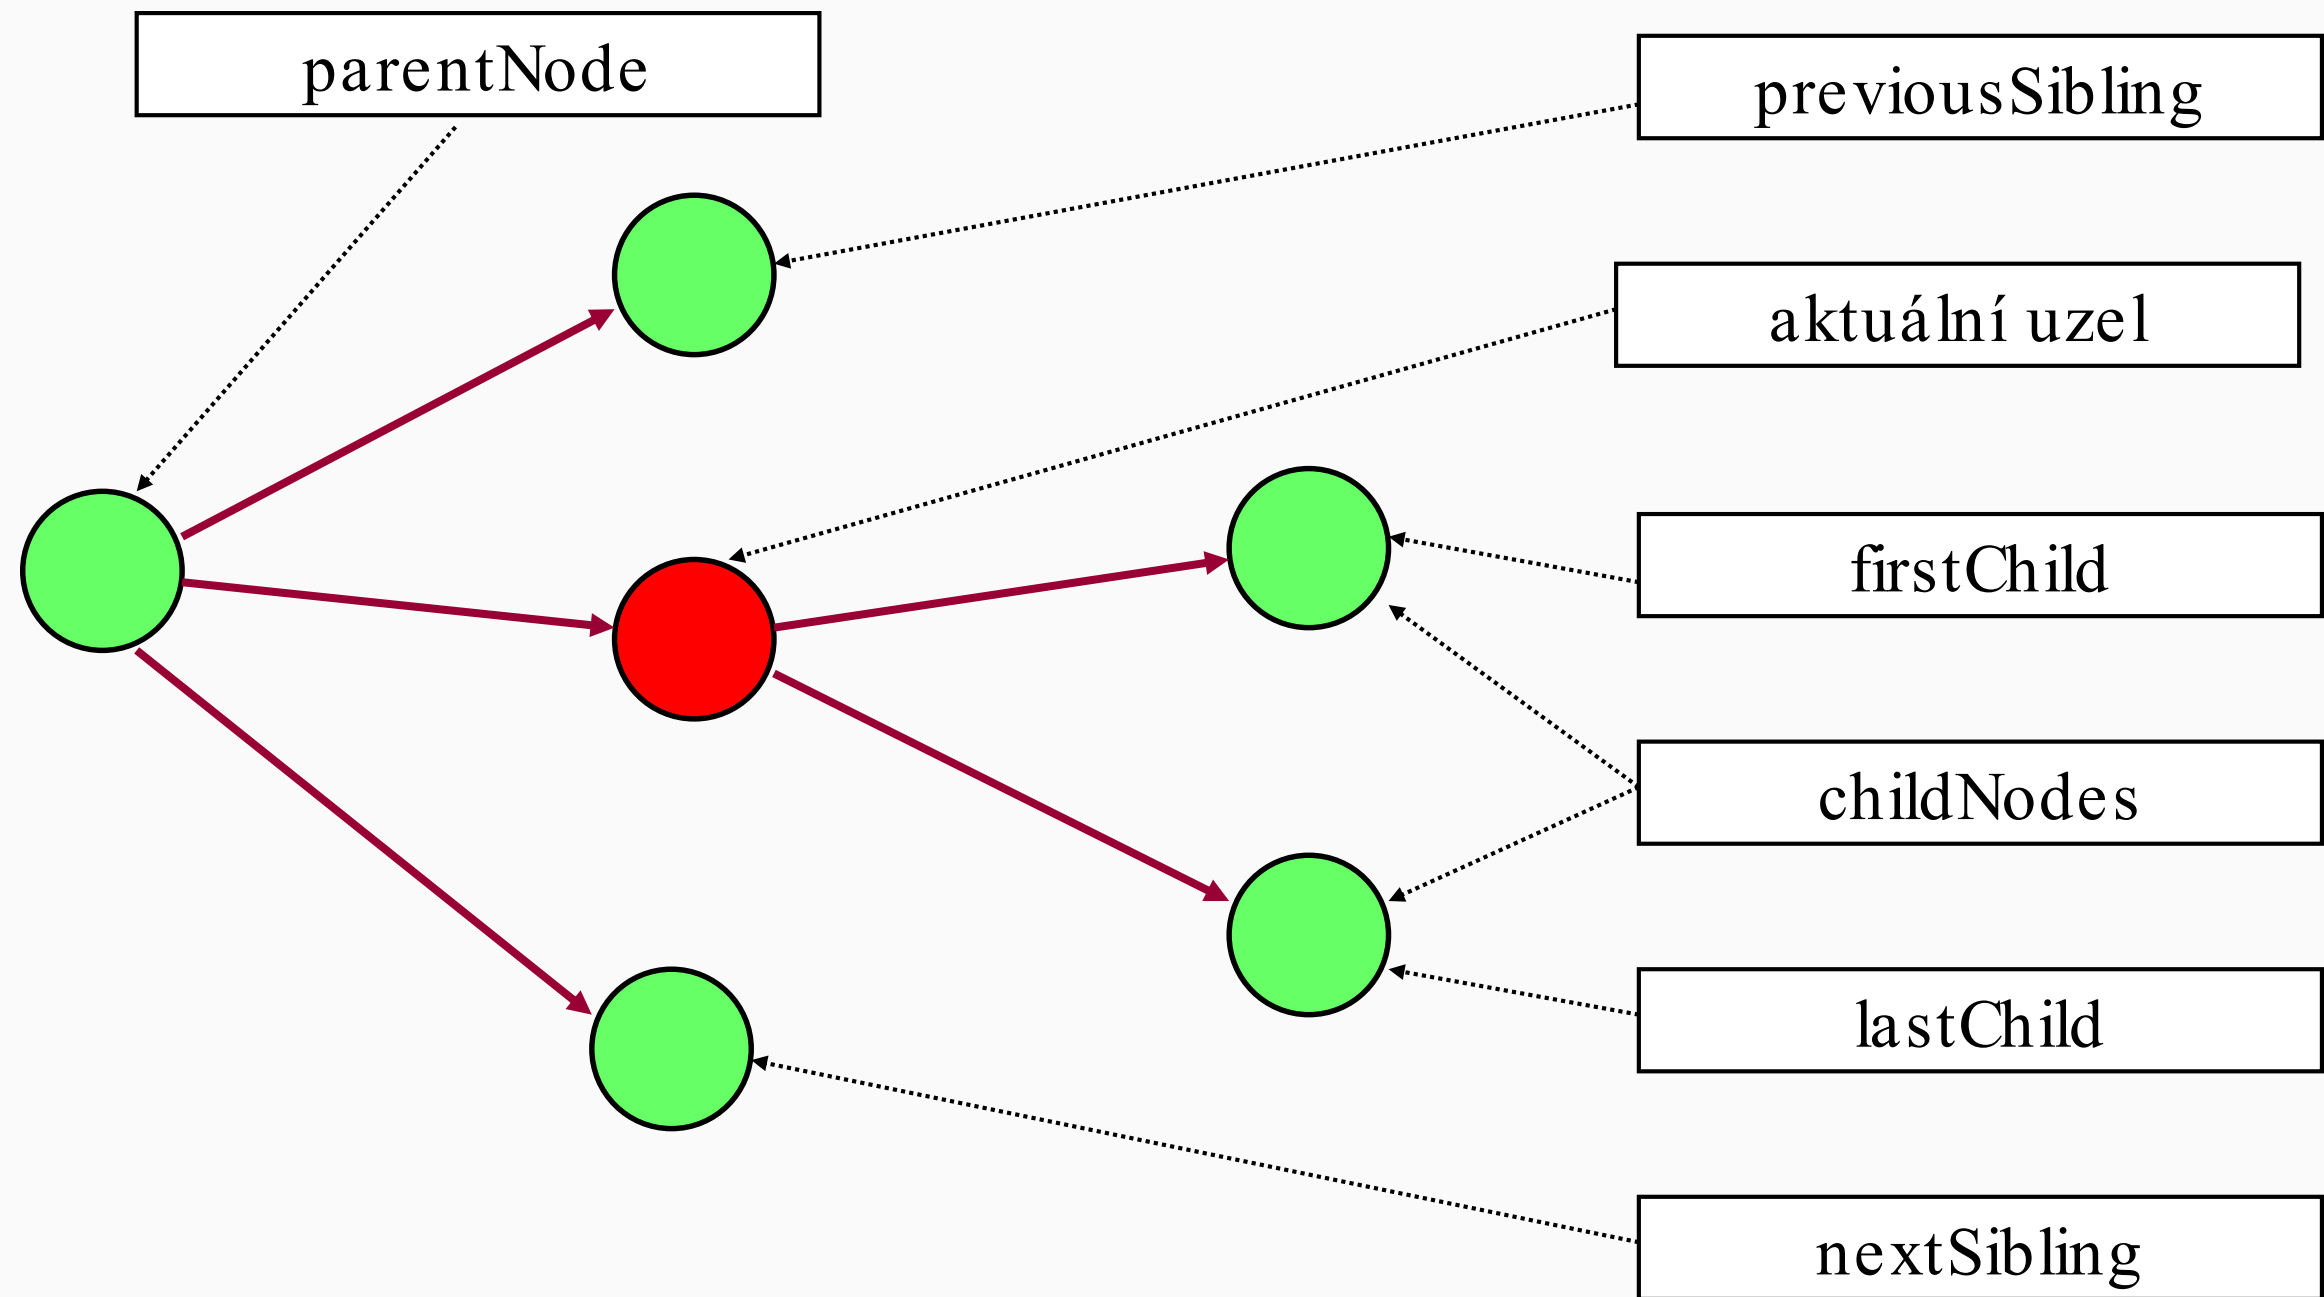 parentNode
previousSibling
aktuální uzel
firstChild
childNodes
lastChild
nextSibling